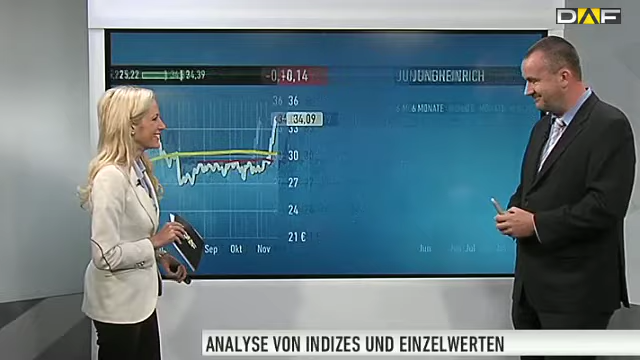 DAF
25,22 34,39
-0,14
JUNGHEINRICH
36 36
6 MONATE
34,09
33
30
27
24
21 €
Sep Okt Nov
Jun Jul
ANALYSE VON INDIZES UND EINZELWERTEN